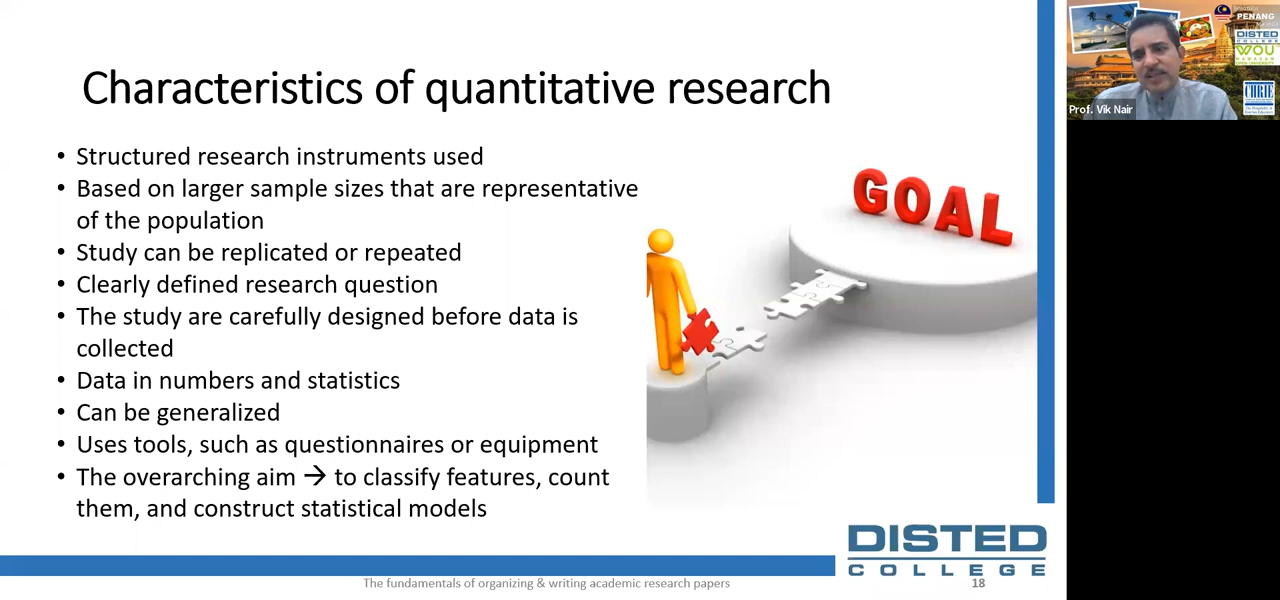 Characteristics of quantitative research
• Structured research instruments used
• Based on larger sample sizes that are representative
of the population
• Study can be replicated or repeated
• Clearly defined research question
• The study are carefully designed before data is
collected
• Data in numbers and statistics
• Can be generalized
• Uses tools, such as questionnaires or equipment
• The overarching aim → to classify features, count
them, and construct statistical models
GOAL
DISTED
COLLEGE
The fundamentals of organizing & writing academic research papers
18
PENANG
DISTED
COLLEGE
WOU
CHRIE
Prof. Vik Nair